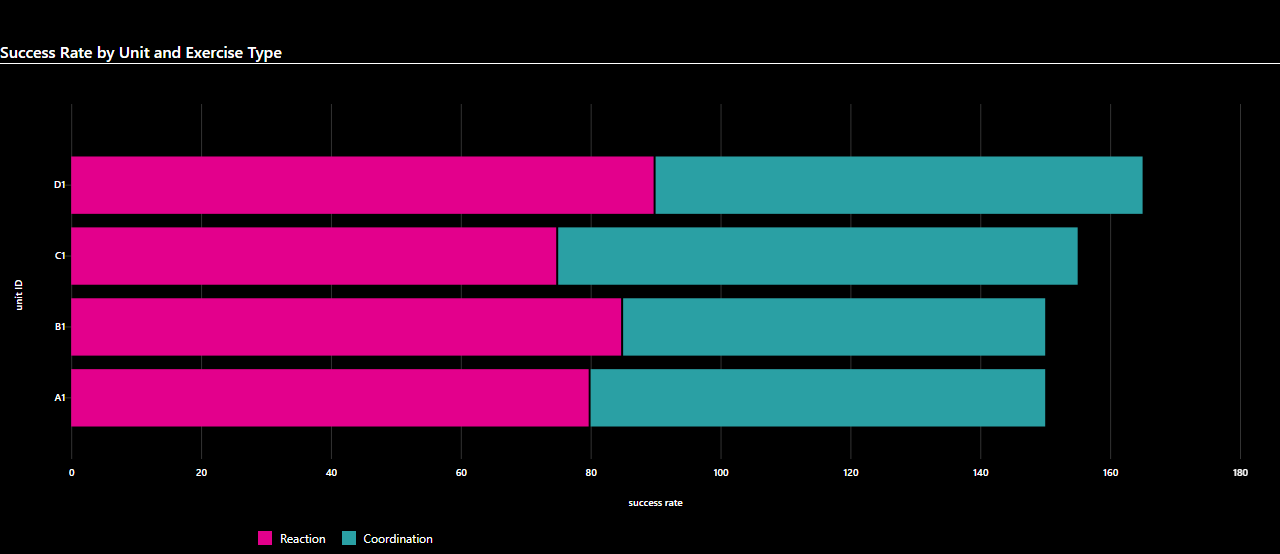 Success Rate by Unit and Exercise Type
D1
C1
B1
A1
unit ID
0 20 40 60 80 100 120 140 160 180
success rate
Reaction Coordination